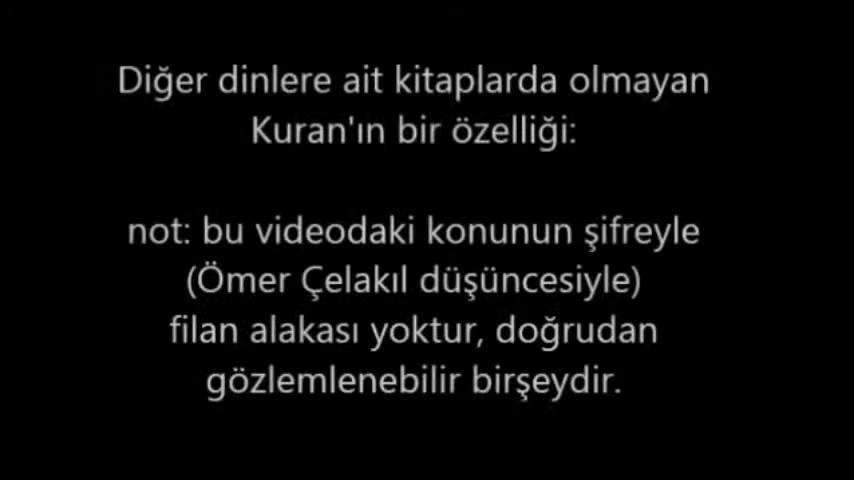 Diğer dinlere ait kitaplarda olmayan
Kuran'ın bir özelliği:
not: bu videodaki konunun şifreyle
(Ömer Çelakıl düşüncesiyle)
filan alakası yoktur, doğrudan
gözlemlenebilir birşeydir.